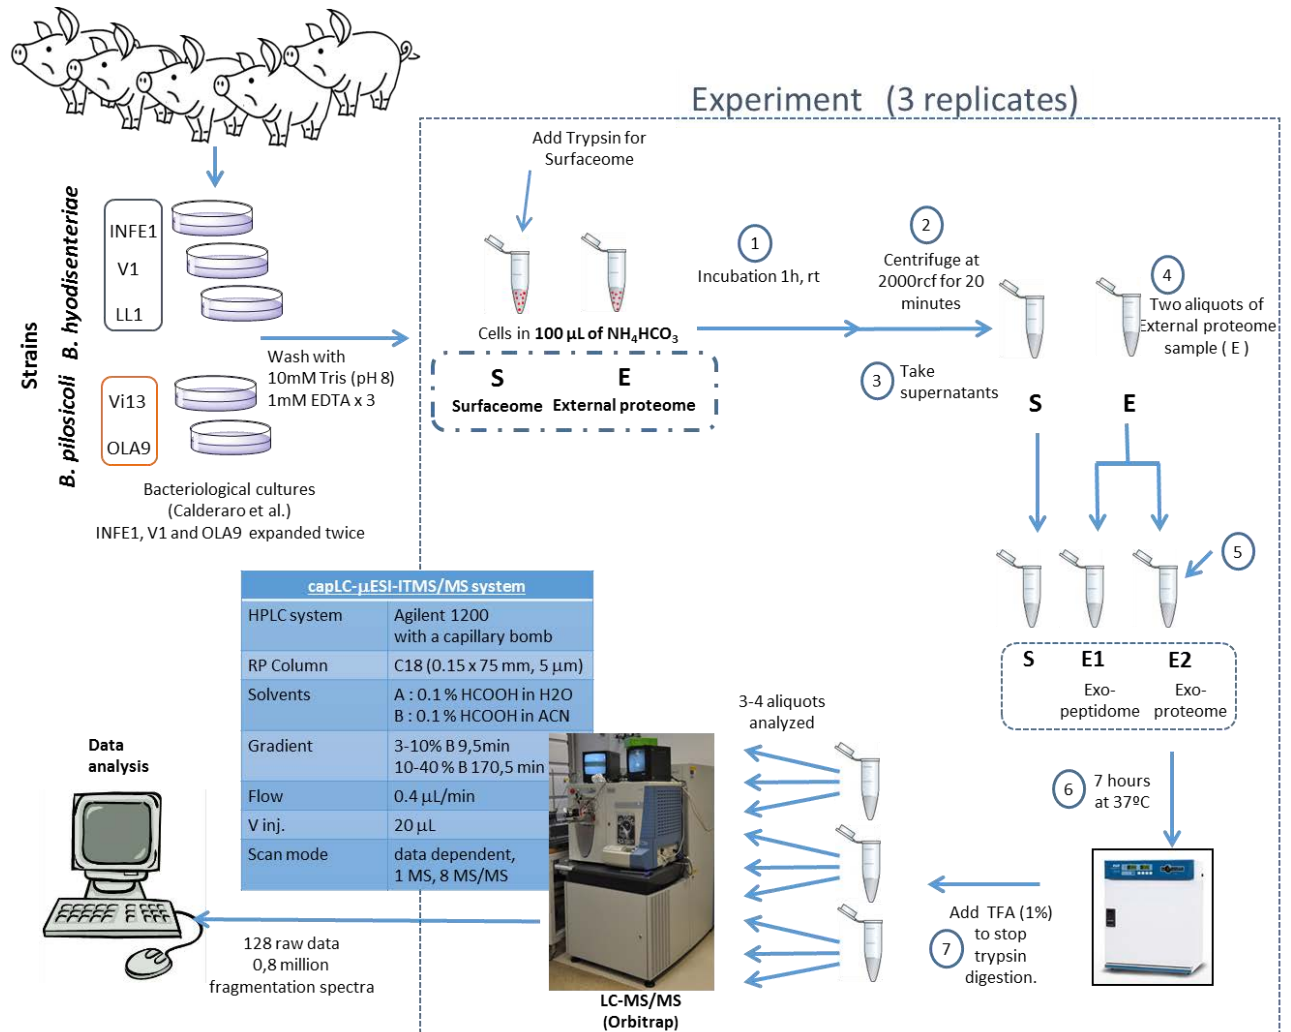 Experiment (3 replicates)
Add Trypsin for
Surfaceome
Strains
B. hyodisenteriae
INFE1
V1
LL1
B. pilosicoli
Vi13
OLA9
Bacteriological cultures
(Calderaro et al.)
INFE1, V1 and OLA9 expanded twice
Wash with
10mM Tris (pH 8)
1mM EDTA x 3
Cells in 100 µL of NH₄HCO₃
S
E
Surfaceome
External proteome
1
Incubation 1h, rt
2
Centrifuge at
2000rcf for 20
minutes
3
Take
supernatants
4
Two aliquots of
External proteome
sample ( E )
S
E
5
S
E1
E2
Exo-
peptidome
Exo-
proteome
6
7 hours
at 37ºC
7
Add TFA (1%)
to stop
trypsin
digestion.
3-4 aliquots
analyzed
capLC-µESI-ITMS/MS system
HPLC system
Agilent 1200
with a capillary bomb
RP Column
C18 (0.15 x 75 mm, 5 µm)
Solvents
A : 0.1 % HCOOH in H2O
B : 0.1 % HCOOH in ACN
Gradient
3-10% B 9,5min
10-40 % B 170,5 min
Flow
0.4 µL/min
V inj.
20 µL
Scan mode
data dependent,
1 MS, 8 MS/MS
LC-MS/MS
(Orbitrap)
128 raw data
0,8 million
fragmentation spectra
Data
analysis